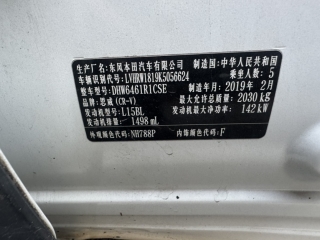 生产厂名: 东风本田汽车有限公司 制造国:中华人民共和国
车辆识别代号: LVHRW1819K5056624 乘坐人数: 5
整车型号: DHW6461R1CSE 制造年月: 2019年 2月
品牌: 思威 (CR-V) 最大允许总质量: 2030 kg
发动机型号: L15BL 发动机最大净功率: 142 kW
发动机排量: 1498 mL
外观颜色代码: NH788P 内饰颜色代码: F